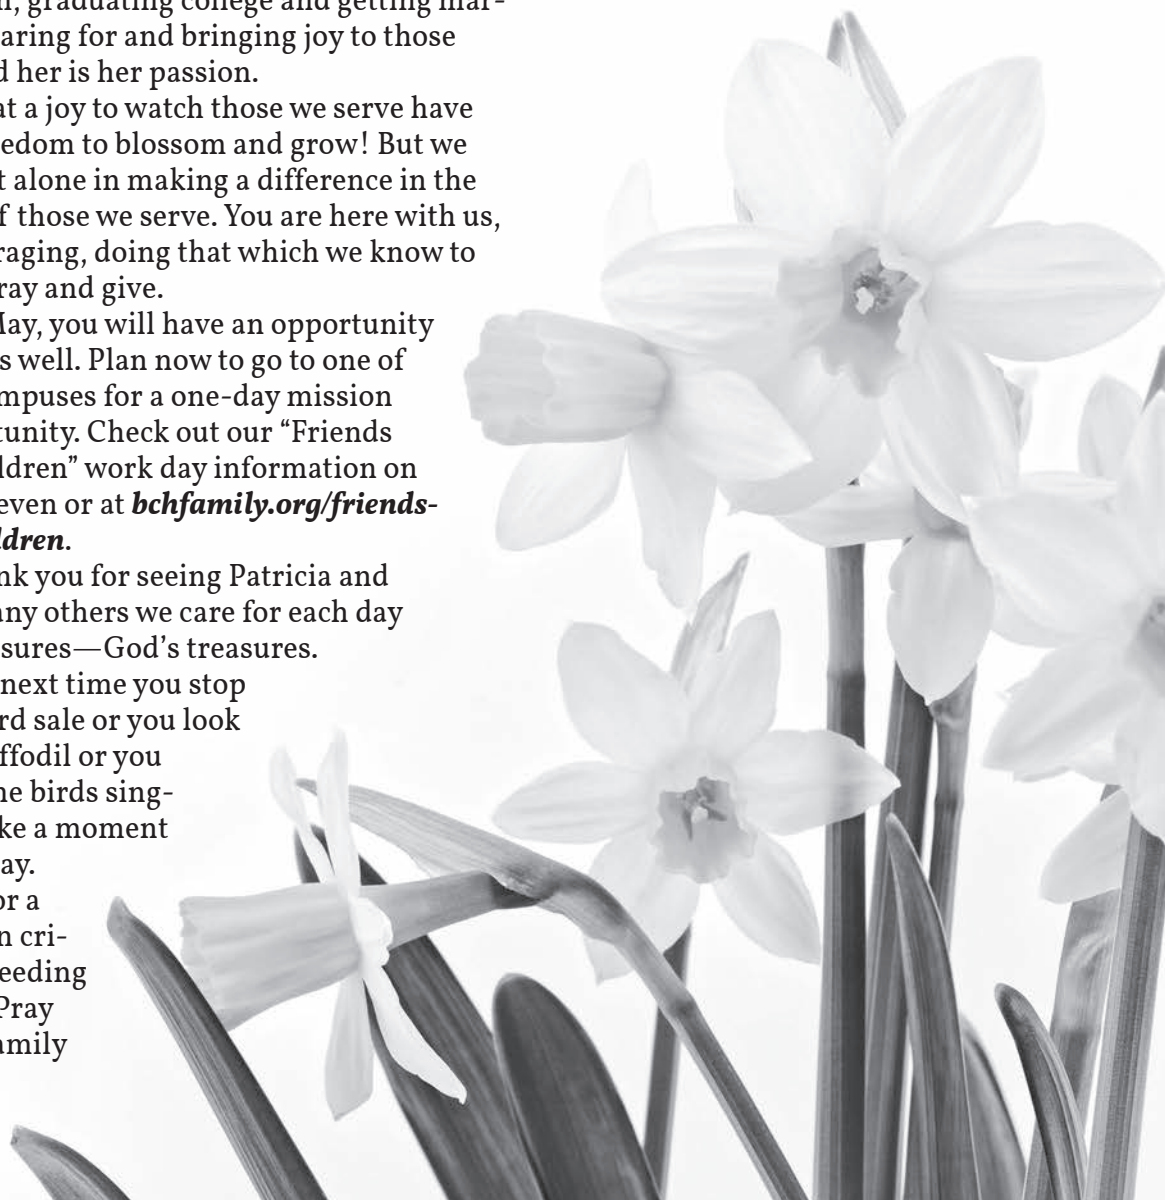 graduating college and getting mar-
aring for and bringing joy to those
d her is her passion.
at a joy to watch those we serve have
edom to blossom and grow! But we
t alone in making a difference in the
f those we serve. You are here with us,
raging, doing that which we know to
ray and give.
May, you will have an opportunity
s well. Plan now to go to one of
mpuses for a one-day mission
tunity. Check out our “Friends
ldren” work day information on
even or at bchfamily.org/friends-
ldren.
nk you for seeing Patricia and
any others we care for each day
sures—God’s treasures.
next time you stop
rd sale or you look
ffodil or you
he birds sing-
ke a moment
ay.
or a
n cri-
eeding
Pray
amily